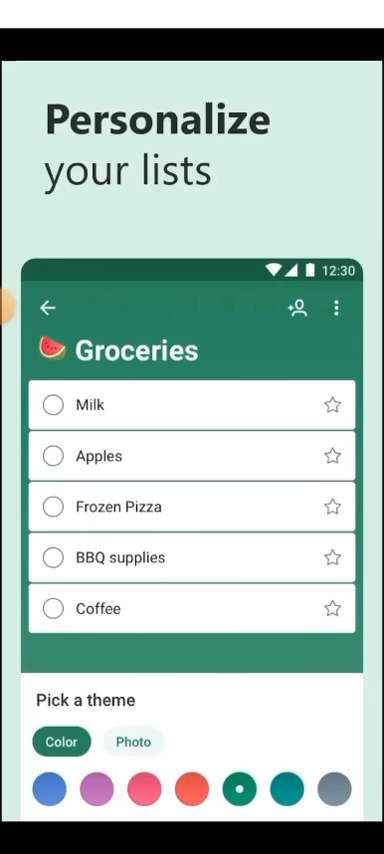 Personalize
your lists
12:30
Groceries
Milk
Apples
Frozen Pizza
BBQ supplies
Coffee
Pick a theme
Color Photo